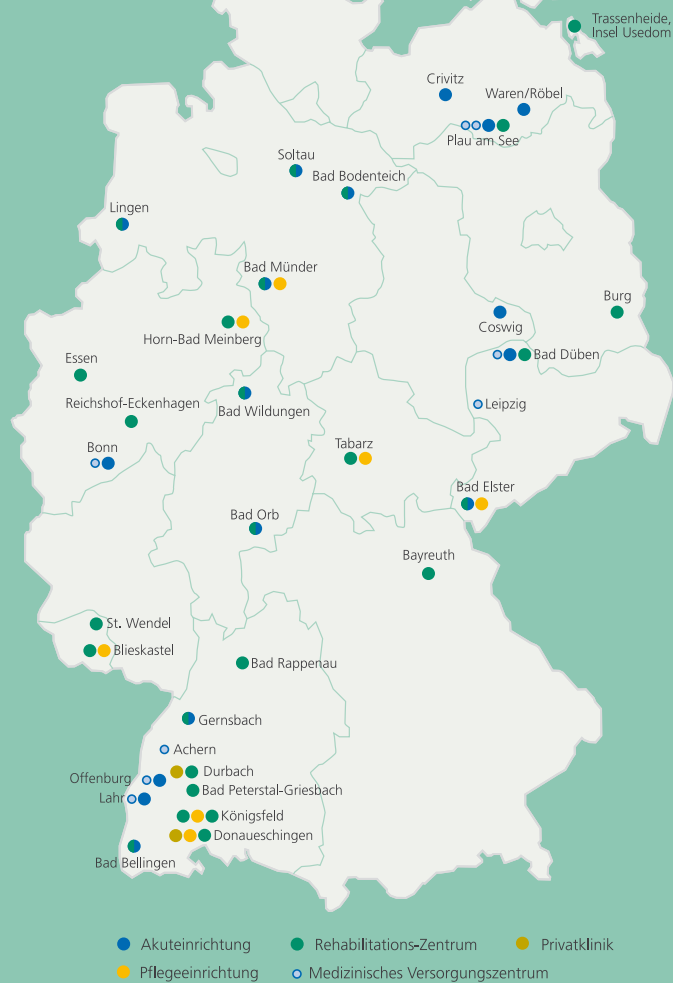 Trassenheide,
Insel Usedom
Crivitz
Waren/Röbel
Plau am See
Soltau
Bad Bodenteich
Lingen
Bad Münder
Burg
Coswig
Horn-Bad Meinberg
Bad Düben
Essen
Reichshof-Eckenhagen
Bad Wildungen
Leipzig
Bonn
Tabarz
Bad Elster
Bad Orb
Bayreuth
St. Wendel
Blieskastel
Bad Rappenau
Gernsbach
Achern
Durbach
Offenburg
Bad Peterstal-Griesbach
Lahr
Königsfeld
Donaueschingen
Bad Bellingen
Akuteinrichtung Rehabilitations-Zentrum Privatklinik
Pflegeeinrichtung Medizinisches Versorgungszentrum